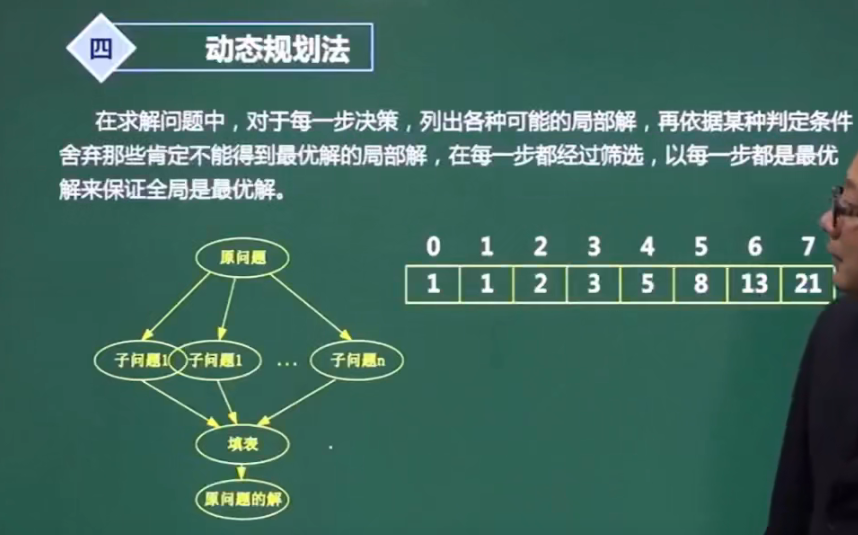 四 动态规划法
在求解问题中，对于每一步决策，列出各种可能的局部解，再依据某种判定条件
舍弃那些肯定不能得到最优解的局部解，在每一步都经过筛选，以每一步都是最优
解来保证全局是最优解。
原问题
0 1 2 3 4 5 6 7
1 1 2 3 5 8 13 21
子问题1 子问题1 … 子问题n
填表
原问题的解